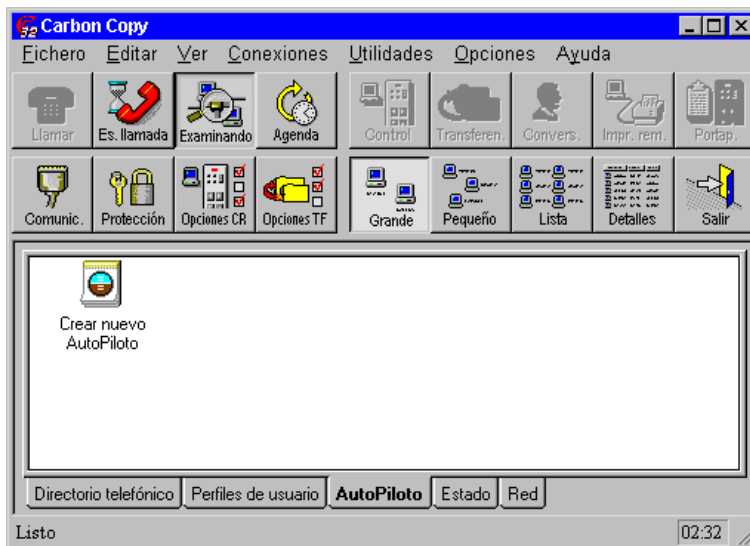 32 Carbon Copy
Fichero Editar Ver Conexiones Utilidades Opciones Ayuda
Llamar Es. llamada Examinando Agenda Control Transferen. Convers. Impr. rem. Portap.
Comunic. Protección Opciones CR Opciones TF Grande Pequeño Lista Detalles Salir
Crear nuevo
AutoPiloto
Directorio telefónico Perfiles de usuario AutoPiloto Estado Red
Listo 02:32